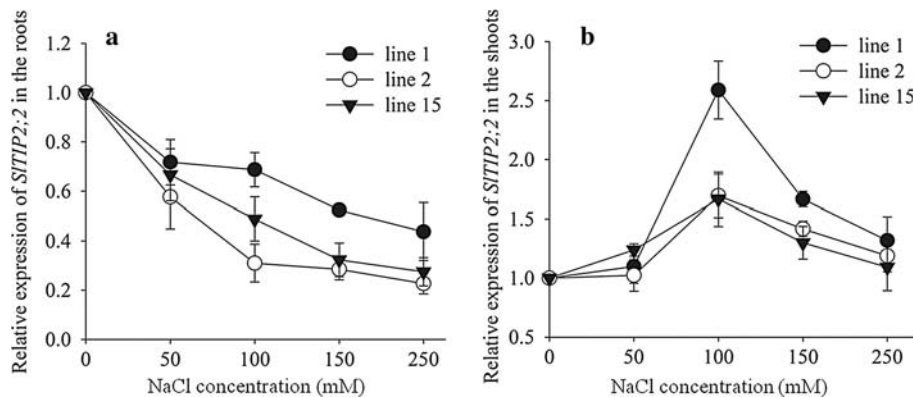 a
line 1
line 2
line 15
Relative expression of SlTIP2;2 in the roots
1.2
1.0
0.8
0.6
0.4
0.2
0.0
0 50 100 150 250
NaCl concentration (mM)
b
line 1
line 2
line 15
Relative expression of SlTIP2;2 in the shoots
3.0
2.5
2.0
1.5
1.0
0.5
0 50 100 150 250
NaCl concentration (mM)